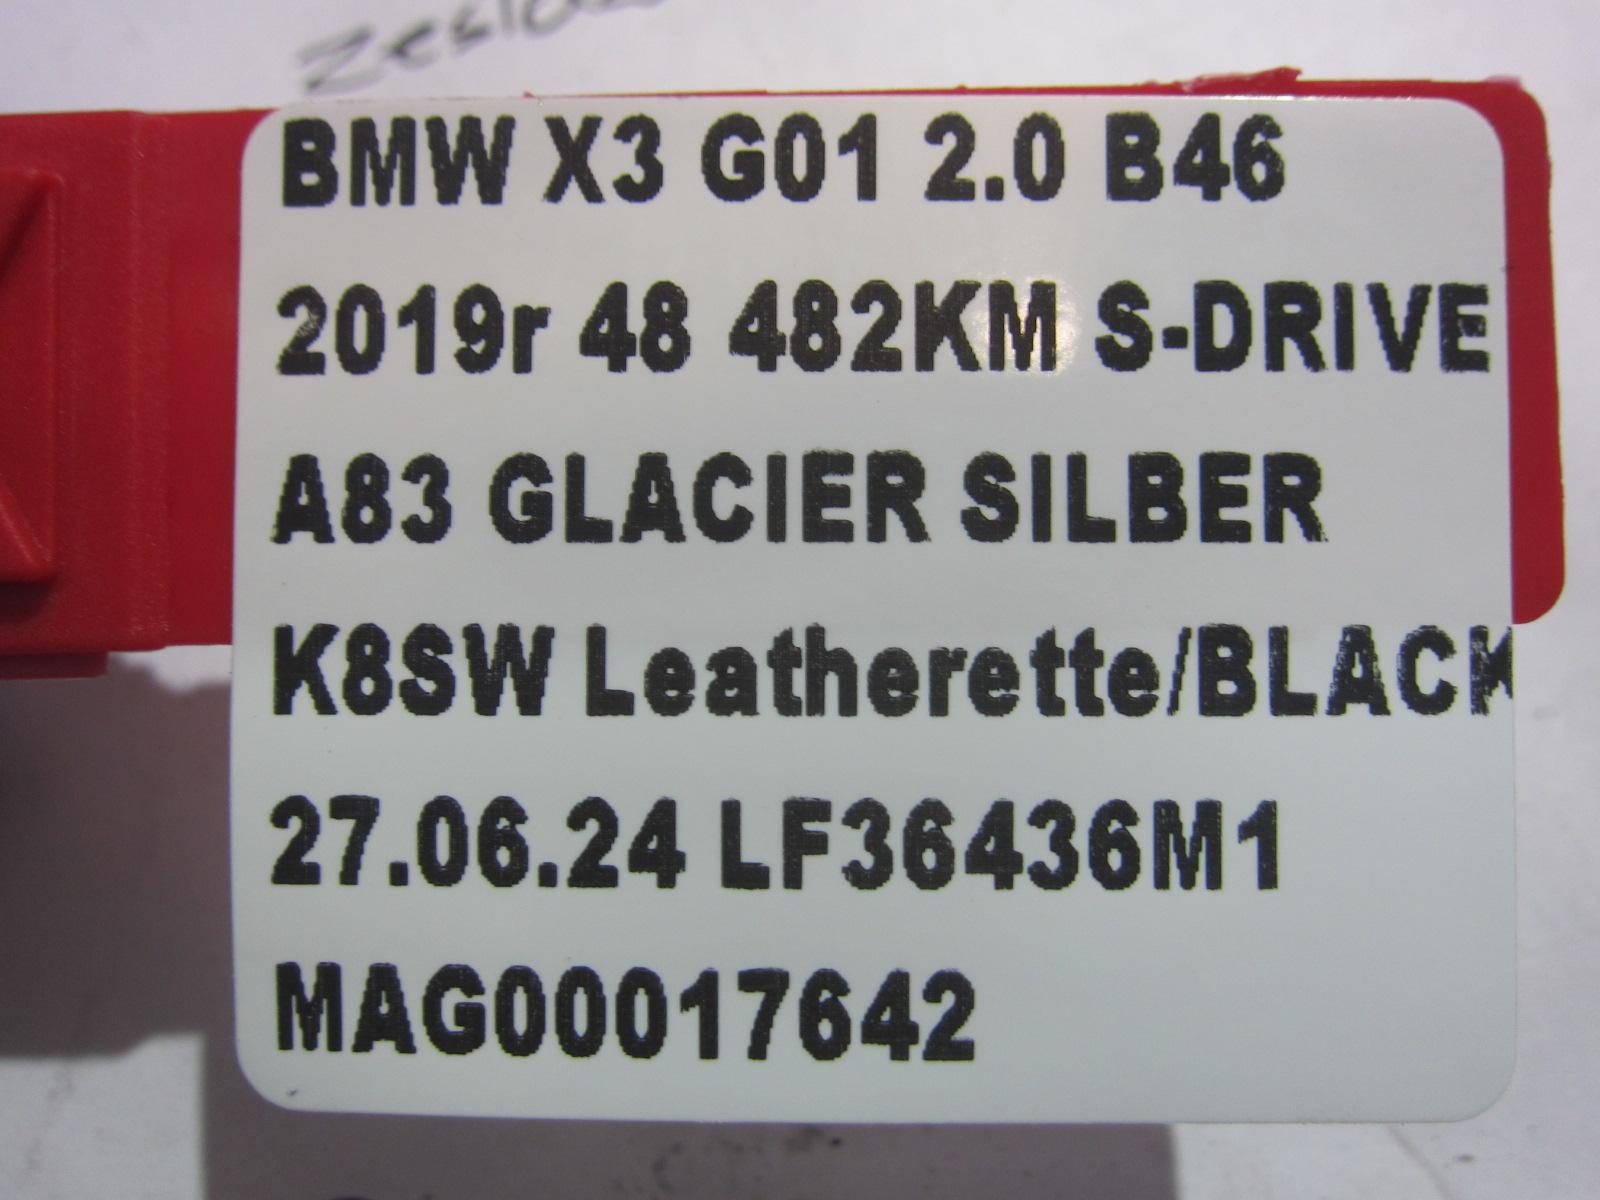 BMW X3 G01 2.0 B46
2019r 48 482KM S-DRIVE
A83 GLACIER SILBER
K8SW Leatherette/BLACK
27.06.24 LF36436M1
MAG00017642